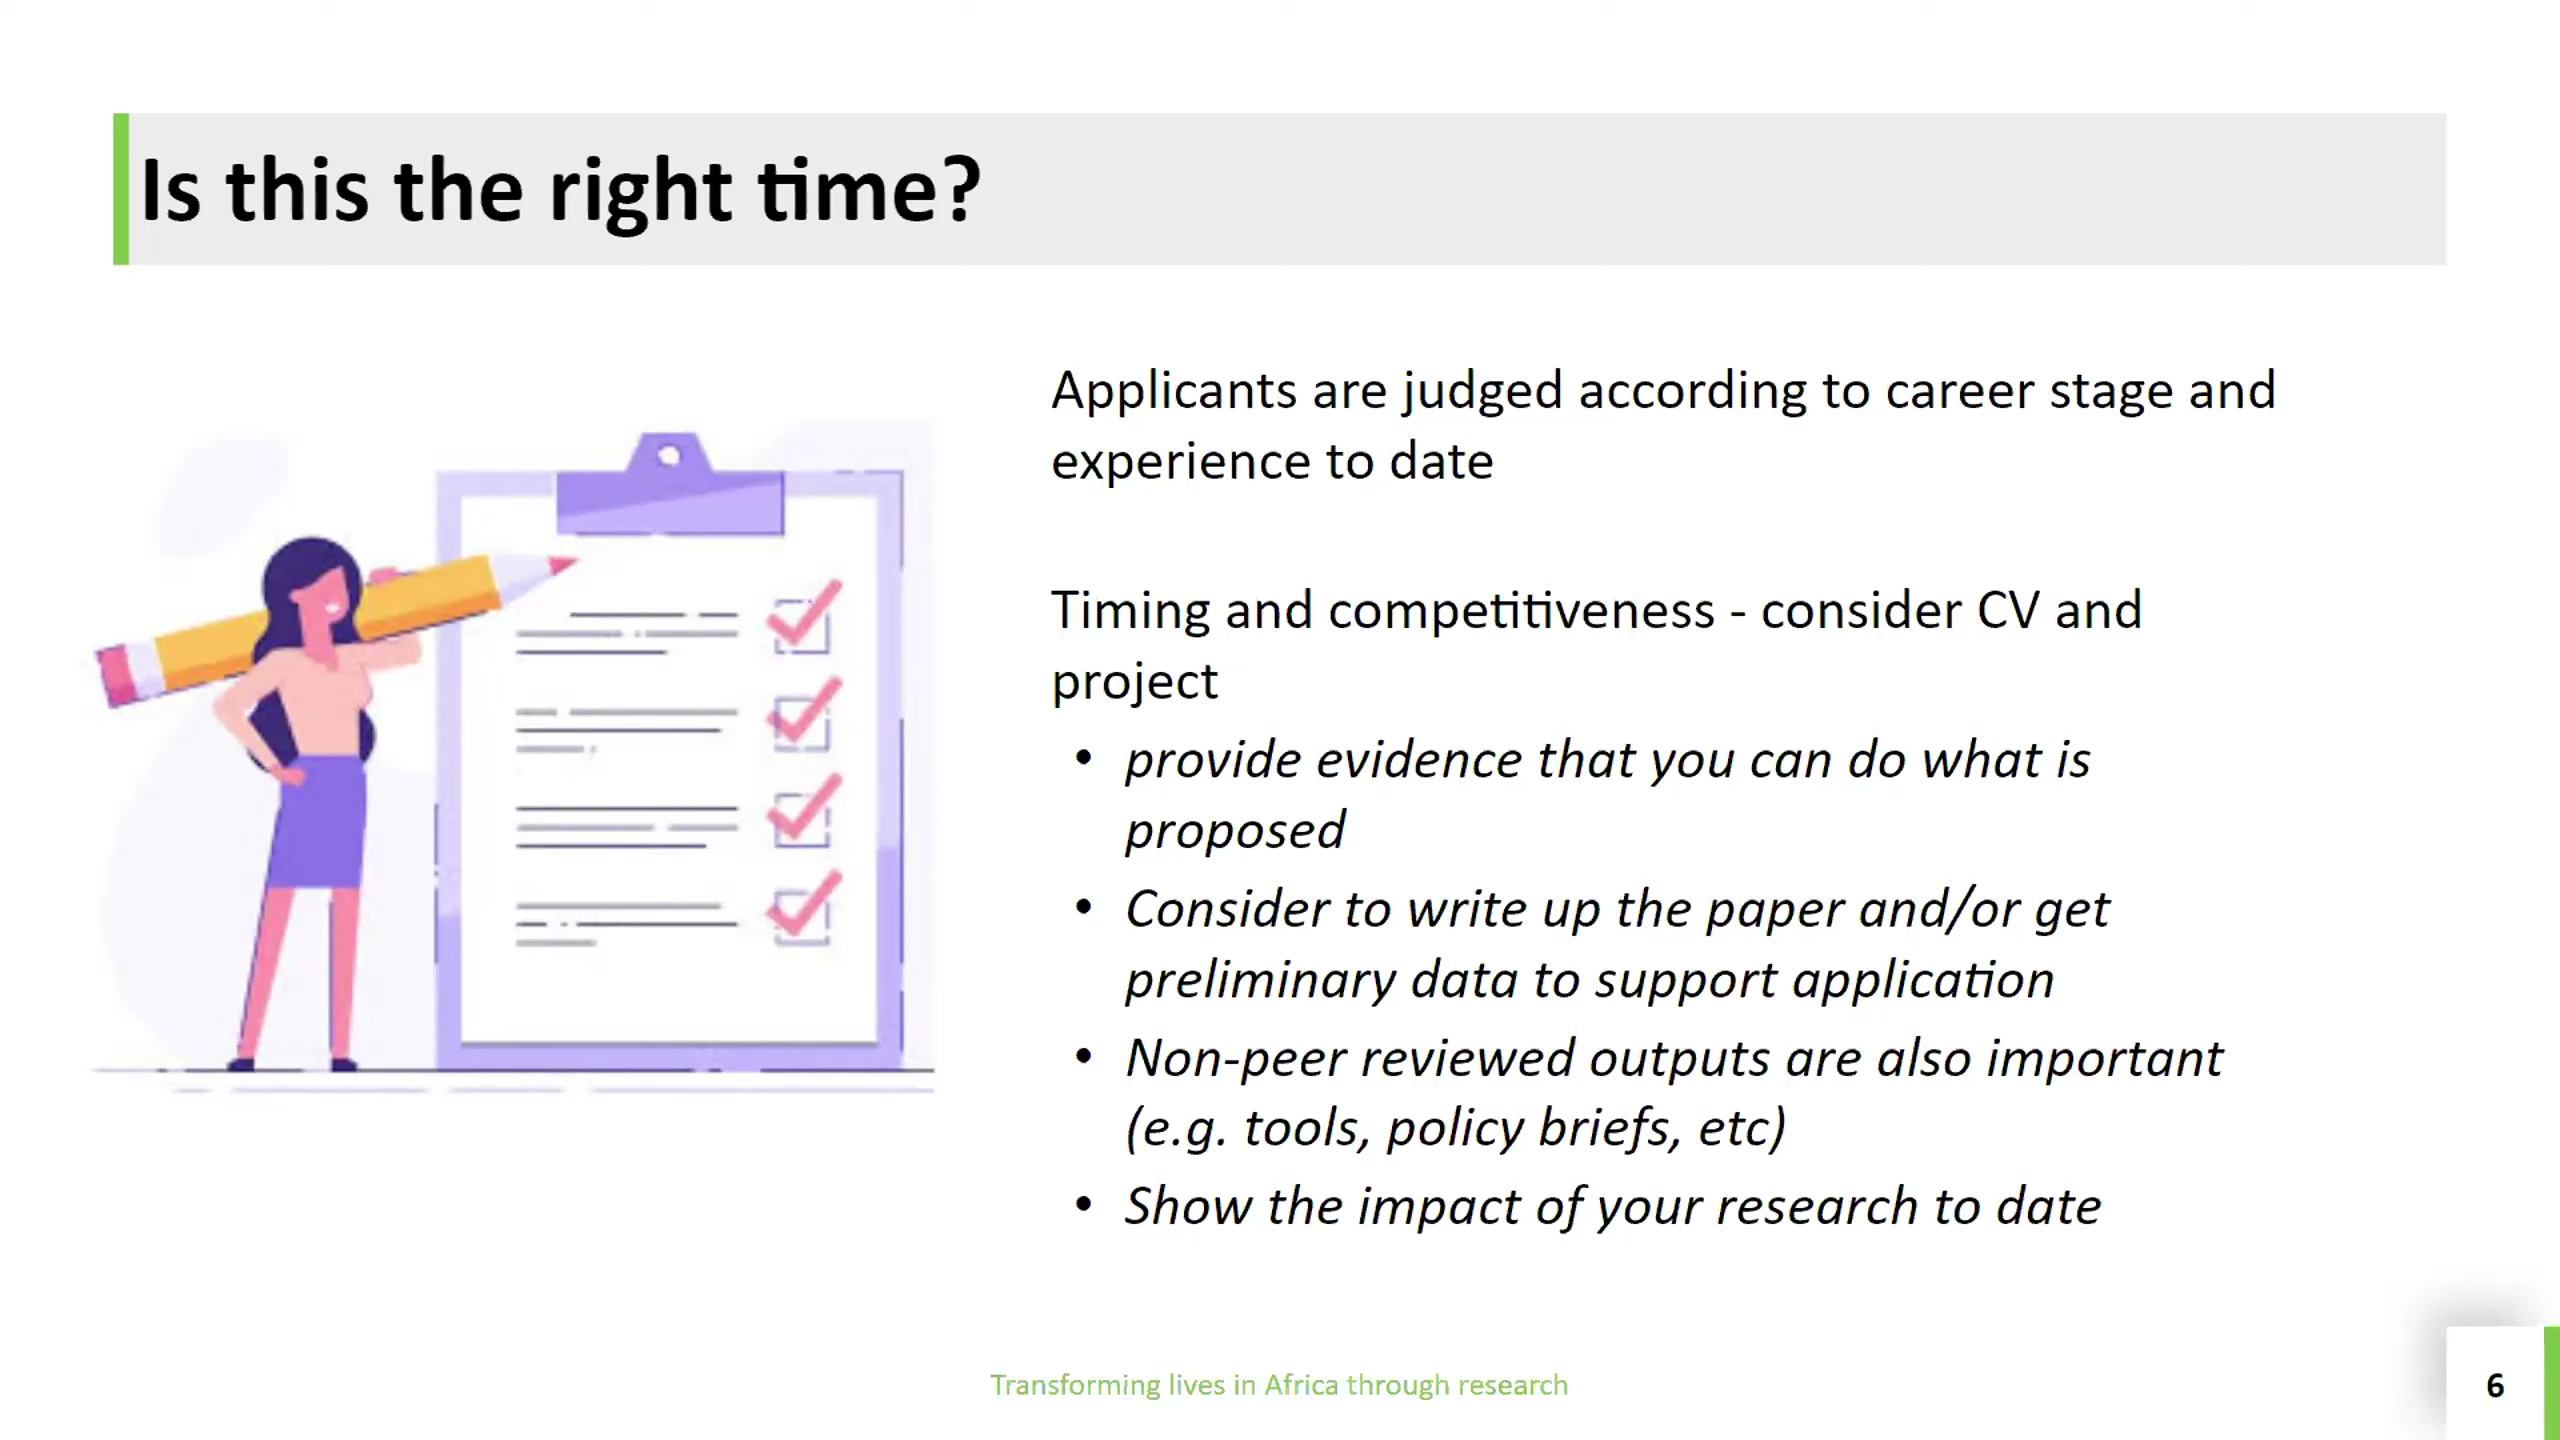 Is this the right time?
Applicants are judged according to career stage and
experience to date
Timing and competitiveness - consider CV and
project
• provide evidence that you can do what is
proposed
• Consider to write up the paper and/or get
preliminary data to support application
• Non-peer reviewed outputs are also important
(e.g. tools, policy briefs, etc)
• Show the impact of your research to date
Transforming lives in Africa through research
6